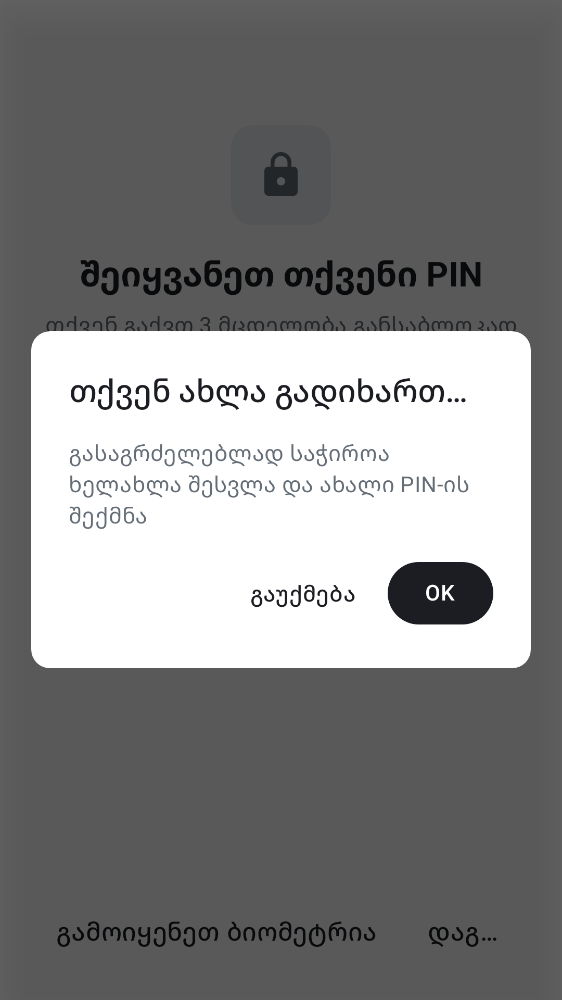 შეიყვანეთ თქვენი PIN
თქვენ გაქვთ 3 მცდელობა განსაბლოკად
თქვენ ახლა გადიხართ...
გასაგრძელებლად საჭიროა
ხელახლა შესვლა და ახალი PIN-ის
შექმნა
გაუქმება
OK
გამოიყენეთ ბიომეტრია
დაგ...